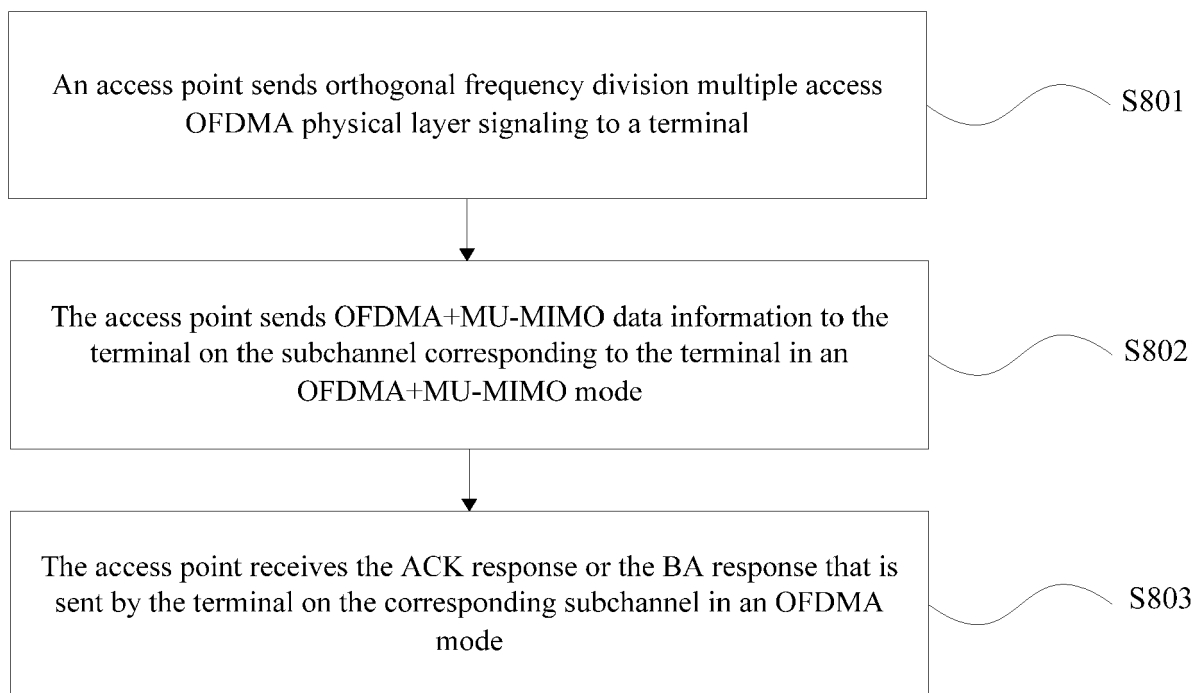 An access point sends orthogonal frequency division multiple access
OFDMA physical layer signaling to a terminal
S801
The access point sends OFDMA+MU-MIMO data information to the
terminal on the subchannel corresponding to the terminal in an
OFDMA+MU-MIMO mode
S802
The access point receives the ACK response or the BA response that is
sent by the terminal on the corresponding subchannel in an OFDMA
mode
S803